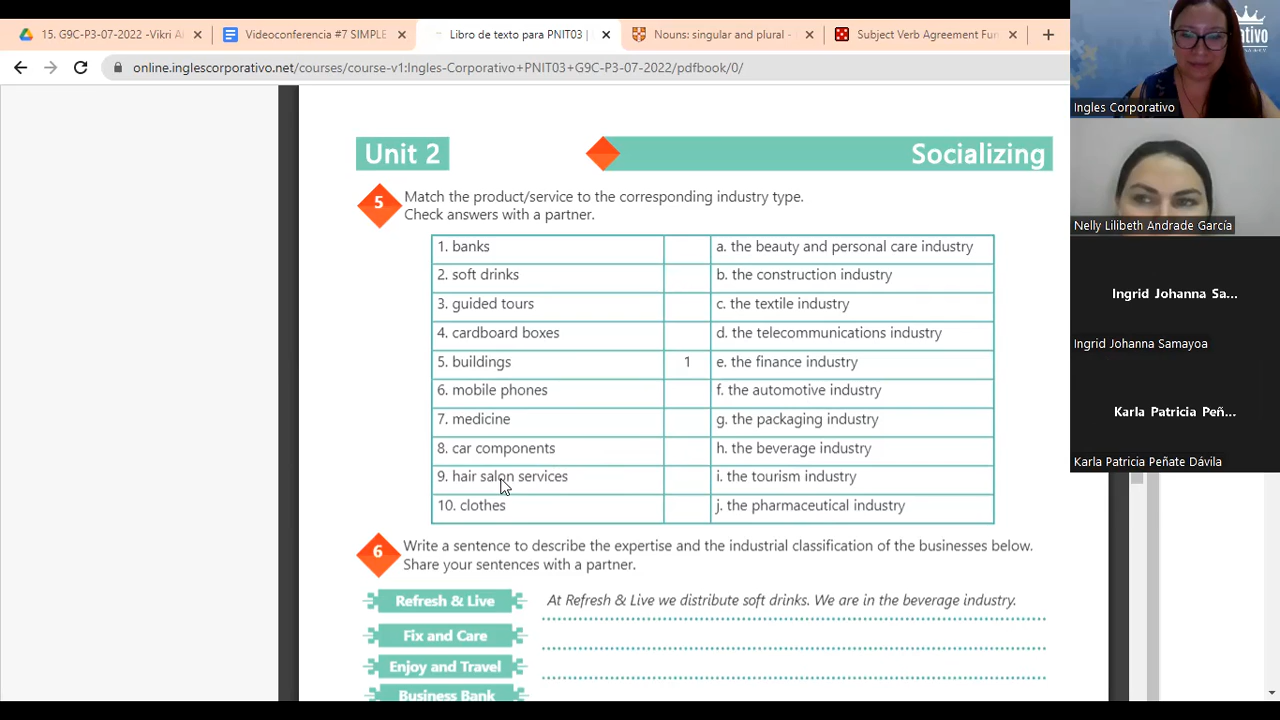 15. G9C-P3-07-2022 -Vikri A
Videoconferencia #7 SIMPLE
Libro de texto para PNIT03 |
Nouns: singular and plural -
Subject Verb Agreement Fun
online.inglescorporativo.net/courses/course-v1:Ingles-Corporativo+PNIT03+G9C-P3-07-2022/pdfbook/0/
Unit 2
Socializing
5
Match the product/service to the corresponding industry type.
Check answers with a partner.
1. banks a. the beauty and personal care industry
2. soft drinks b. the construction industry
3. guided tours c. the textile industry
4. cardboard boxes d. the telecommunications industry
5. buildings 1 e. the finance industry
6. mobile phones f. the automotive industry
7. medicine g. the packaging industry
8. car components h. the beverage industry
9. hair salon services i. the tourism industry
10. clothes j. the pharmaceutical industry
6
Write a sentence to describe the expertise and the industrial classification of the businesses below.
Share your sentences with a partner.
Refresh & Live At Refresh & Live we distribute soft drinks. We are in the beverage industry.
Fix and Care
Enjoy and Travel
Business Bank
Ingles Corporativo
Nelly Lilibeth Andrade García
Ingrid Johanna Sa...
Ingrid Johanna Samayoa
Karla Patricia Peñ...
Karla Patricia Peñate Dávila